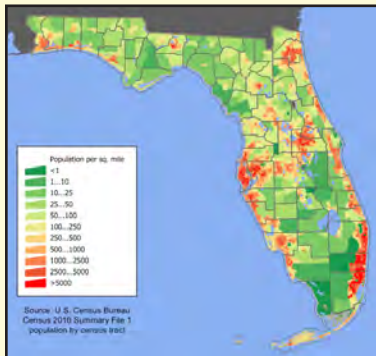 Population per sq. mile
<1
1...10
10...25
25...50
50...100
100...250
250...500
500...1000
1000...2500
2500...5000
>5000
Source: U.S. Census Bureau
Census 2010 Summary File 1
population by census tract